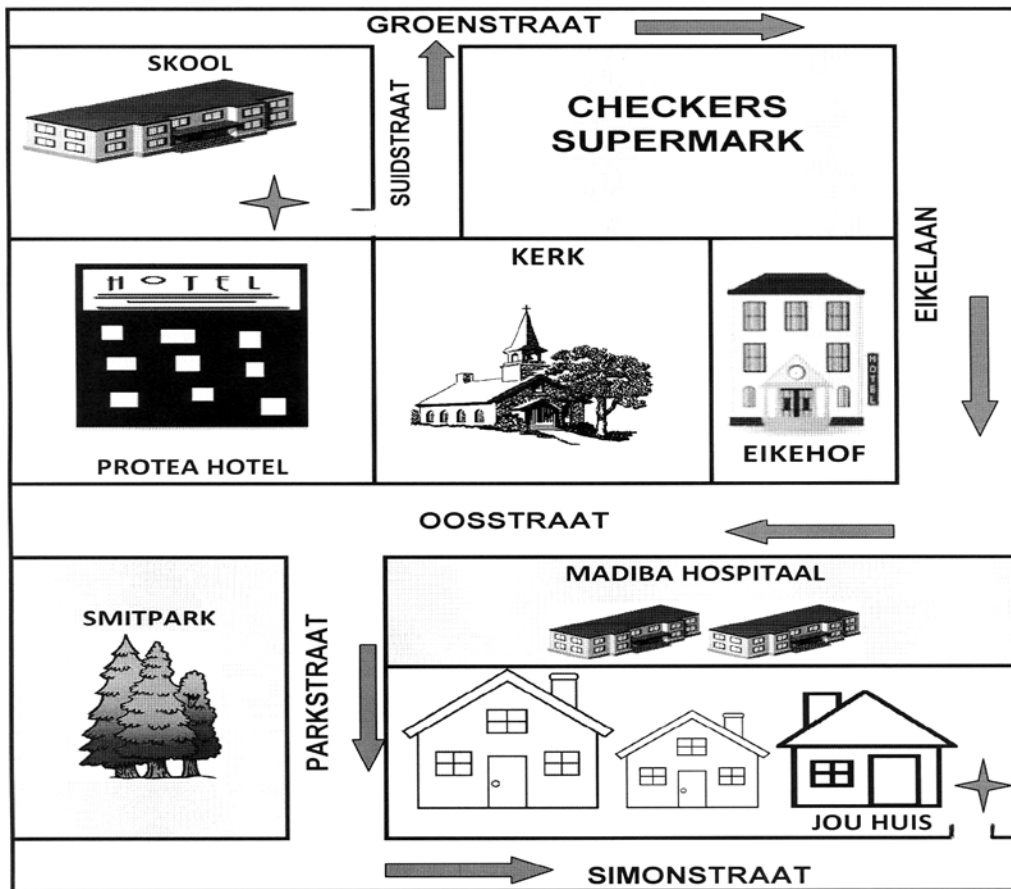 GROENSTRAAT
SKOOL
SUIDSTRAAT
CHECKERS
SUPERMARK
EIKELAAN
HOTEL
PROTEA HOTEL
KERK
HOTEL
EIKEHOF
OOSSTRAAT
SMITPARK
PARKSTRAAT
MADIBA HOSPITAAL
JOU HUIS
SIMONSTRAAT